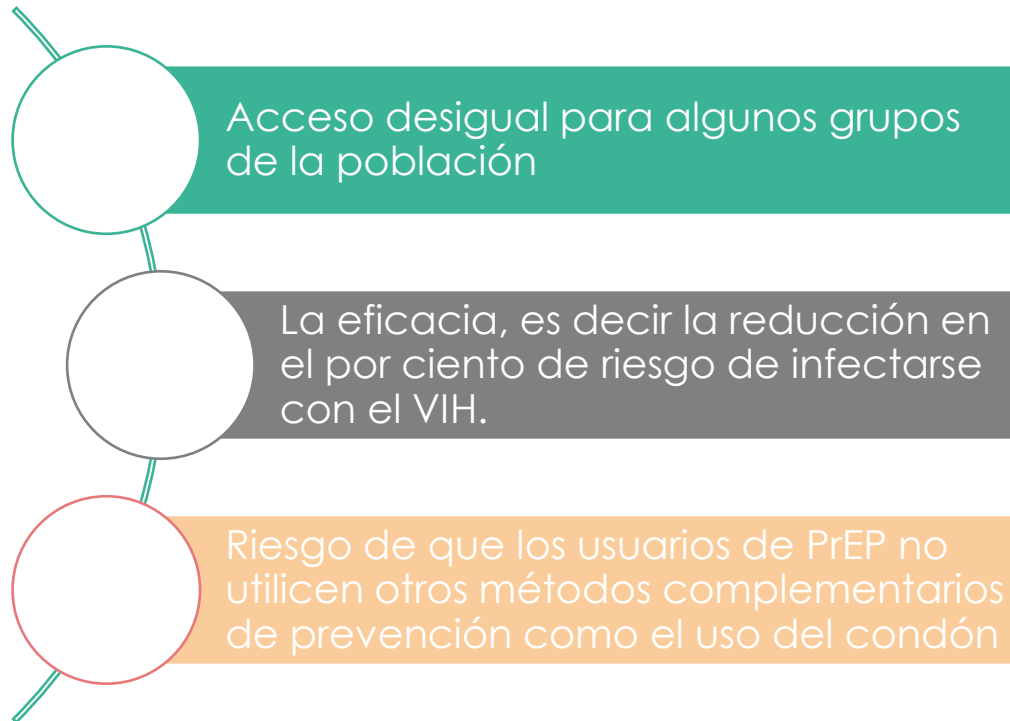 Acceso desigual para algunos grupos
de la población
La eficacia, es decir la reducción en
el por ciento de riesgo de infectarse
con el VIH.
Riesgo de que los usuarios de PrEP no
utilicen otros métodos complementarios
de prevención como el uso del condón